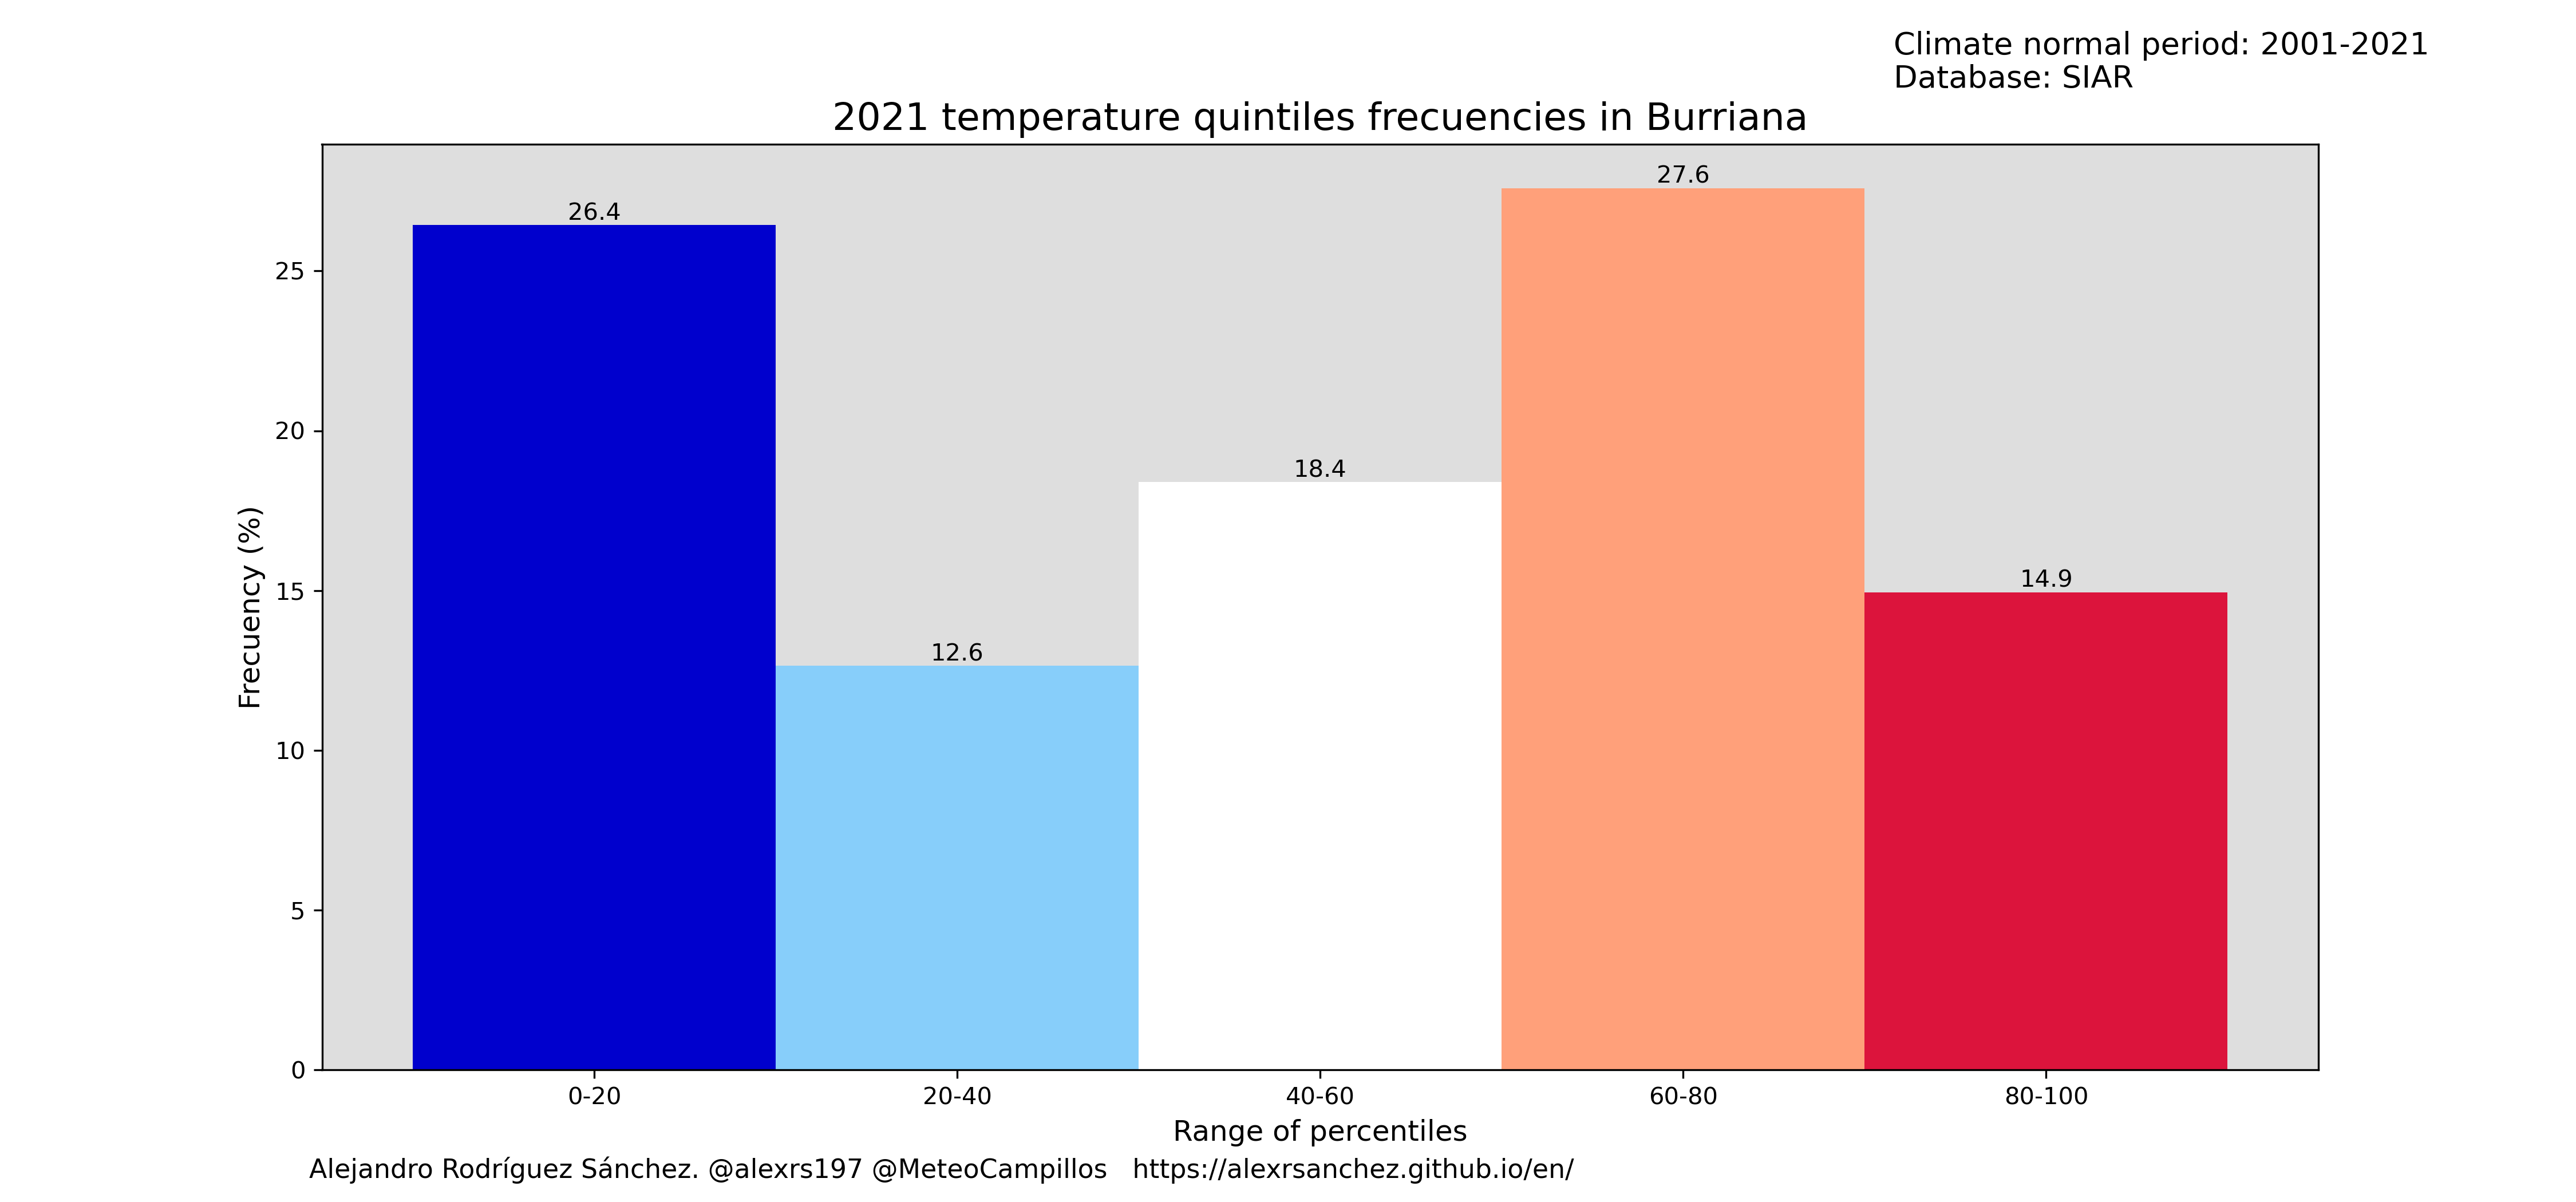 Climate normal period: 2001-2021
Database: SIAR
2021 temperature quintiles frecuencies in Burriana
27.6
26.4
25
20
18.4
15
14.9
12.6
10
5
0
Frecuency (%)
0-20 20-40 40-60 60-80 80-100
Range of percentiles
Alejandro Rodríguez Sánchez. @alexrs197 @MeteoCampillos https://alexrsanchez.github.io/en/